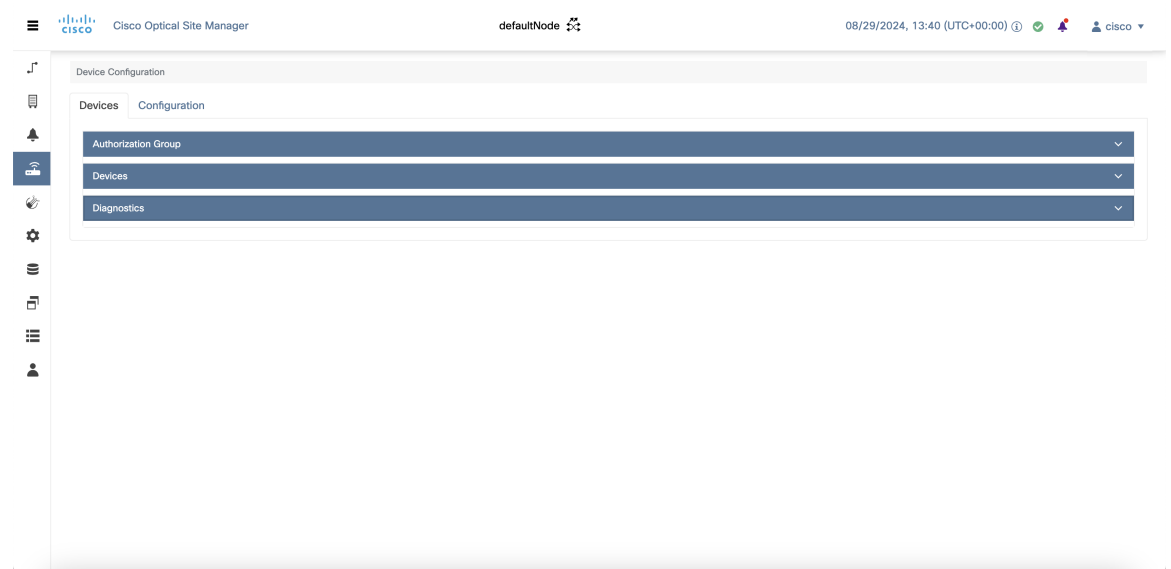 cisco
Cisco Optical Site Manager
defaultNode
08/29/2024, 13:40 (UTC+00:00)
cisco
Device Configuration
Devices
Configuration
Authorization Group
Devices
Diagnostics